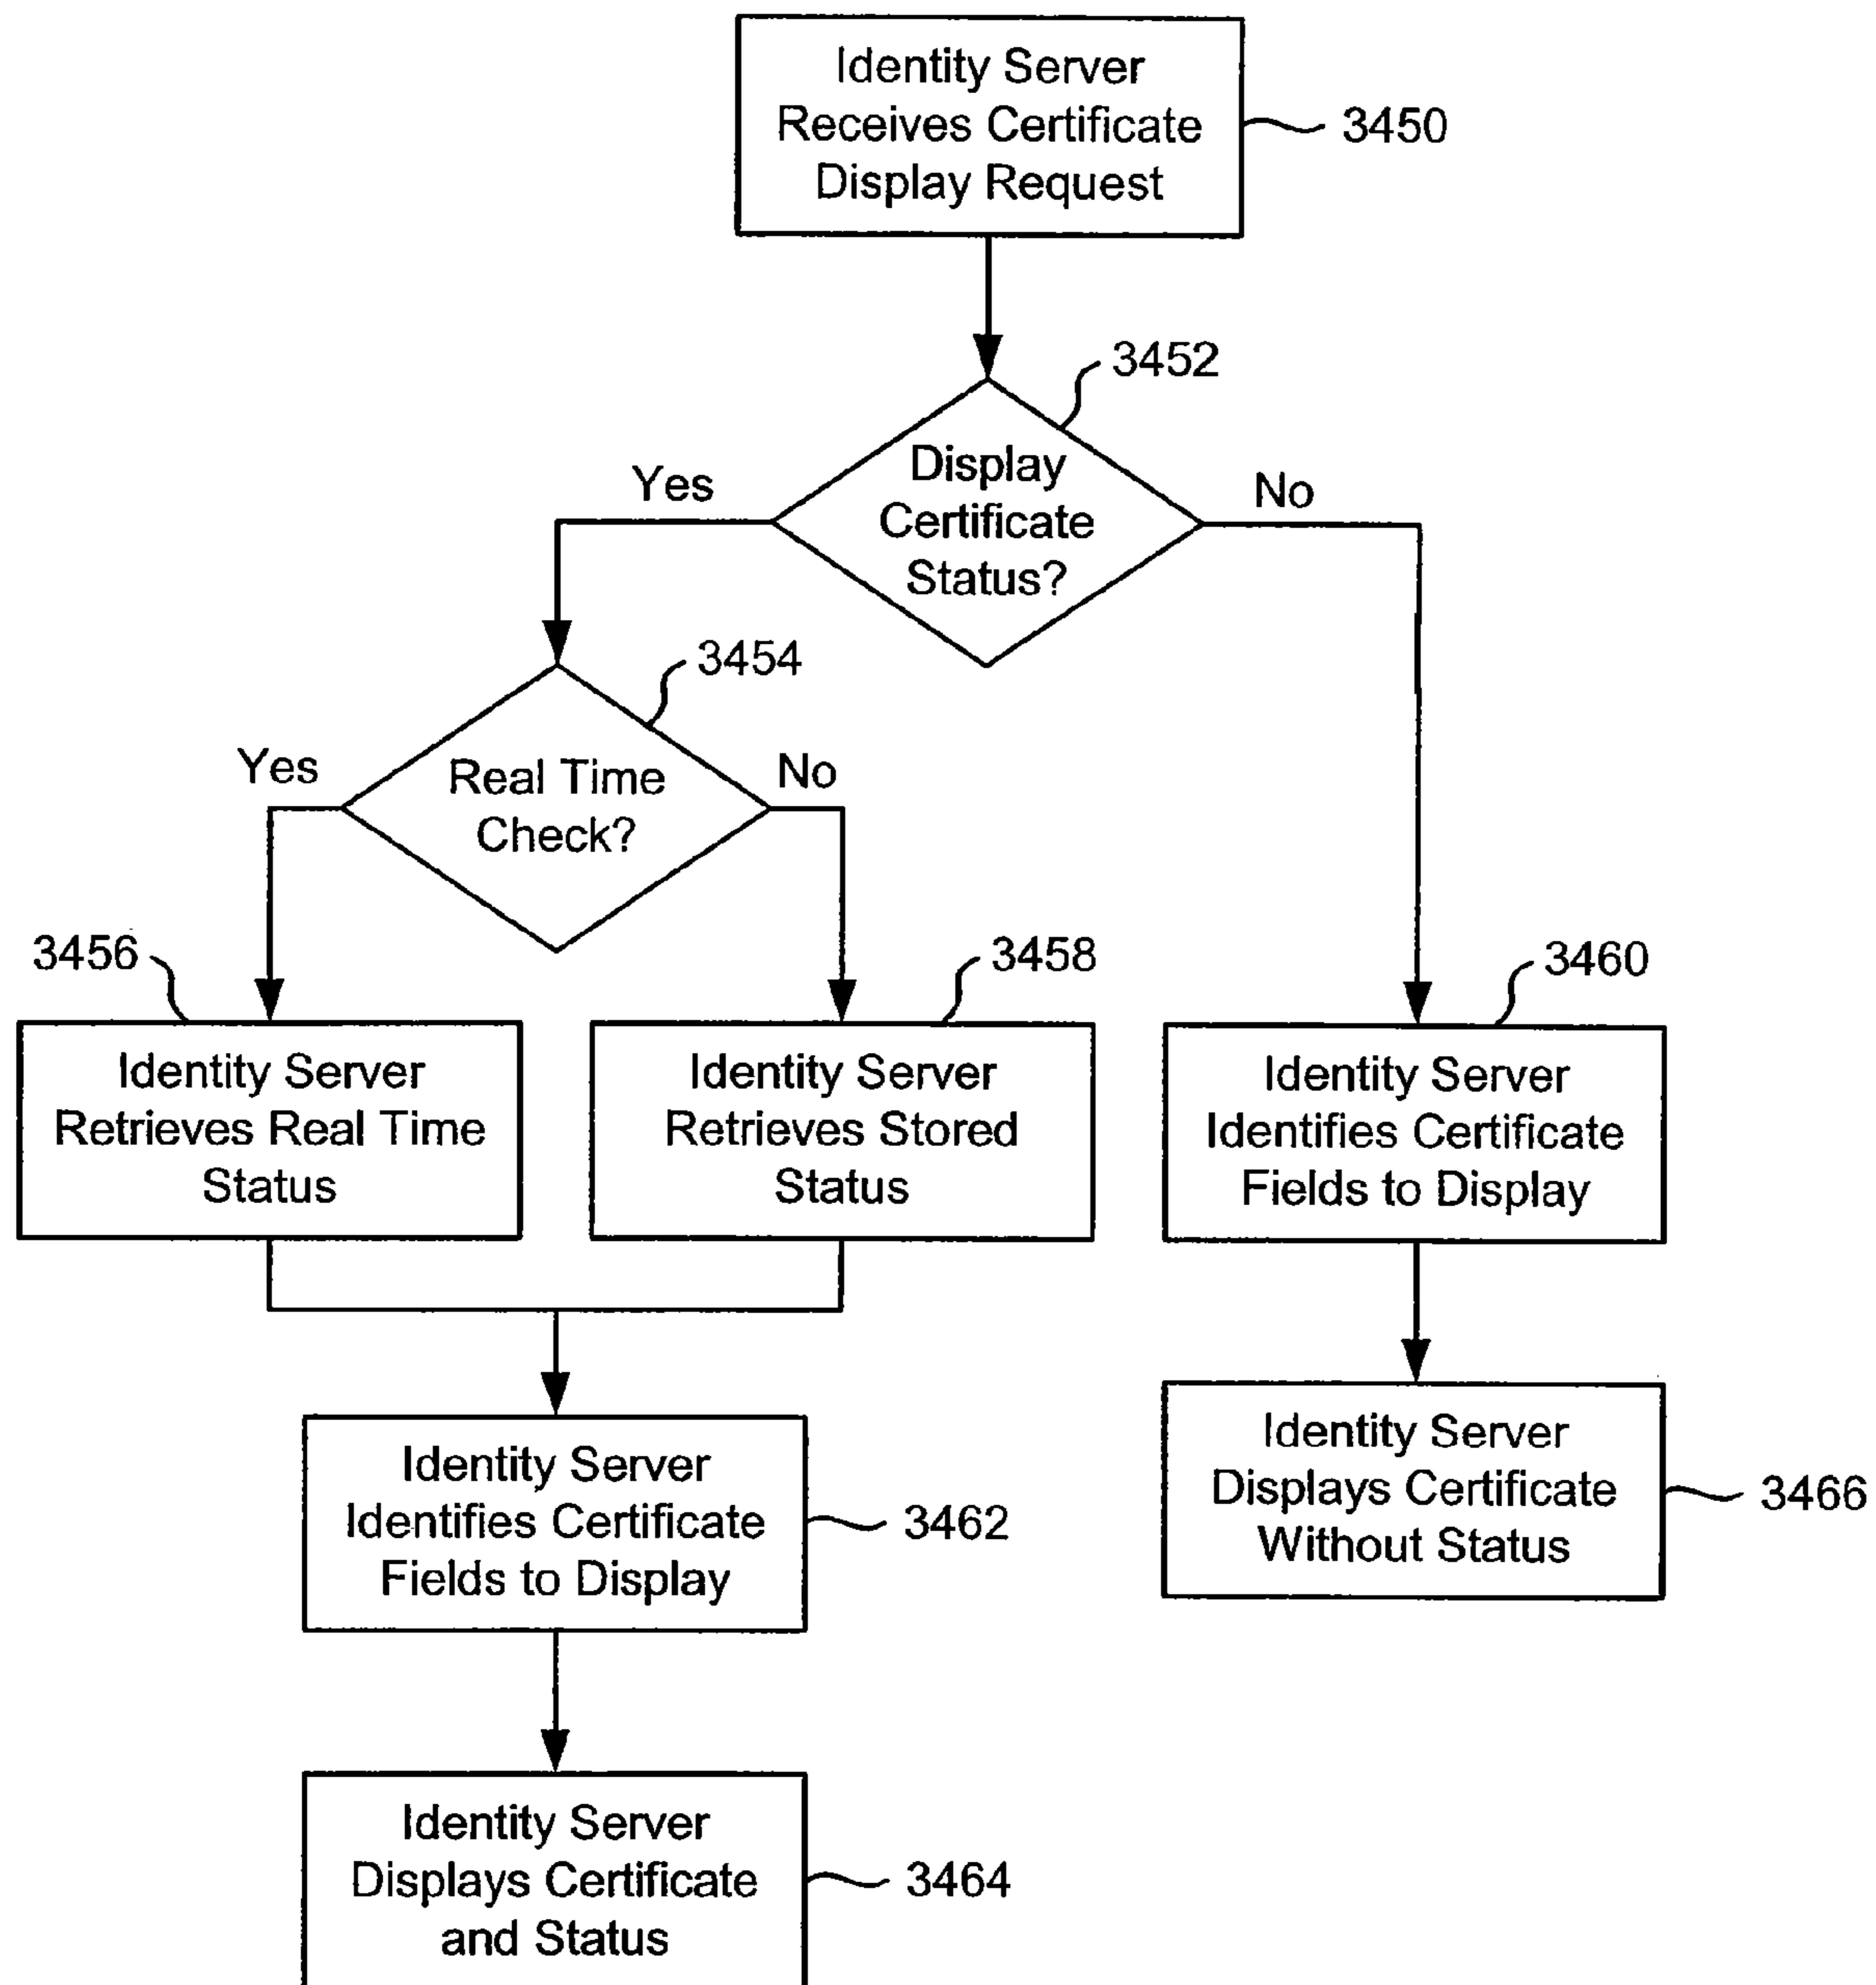 Identity Server
Receives Certificate
Display Request
3450
3452
Display
Certificate
Status?
Yes
No
3454
Real Time
Check?
Yes
No
3456
3458
3460
Identity Server
Retrieves Real Time
Status
Identity Server
Retrieves Stored
Status
Identity Server
Identifies Certificate
Fields to Display
Identity Server
Identifies Certificate
Fields to Display
3462
Identity Server
Displays Certificate
Without Status
3466
Identity Server
Displays Certificate
and Status
3464